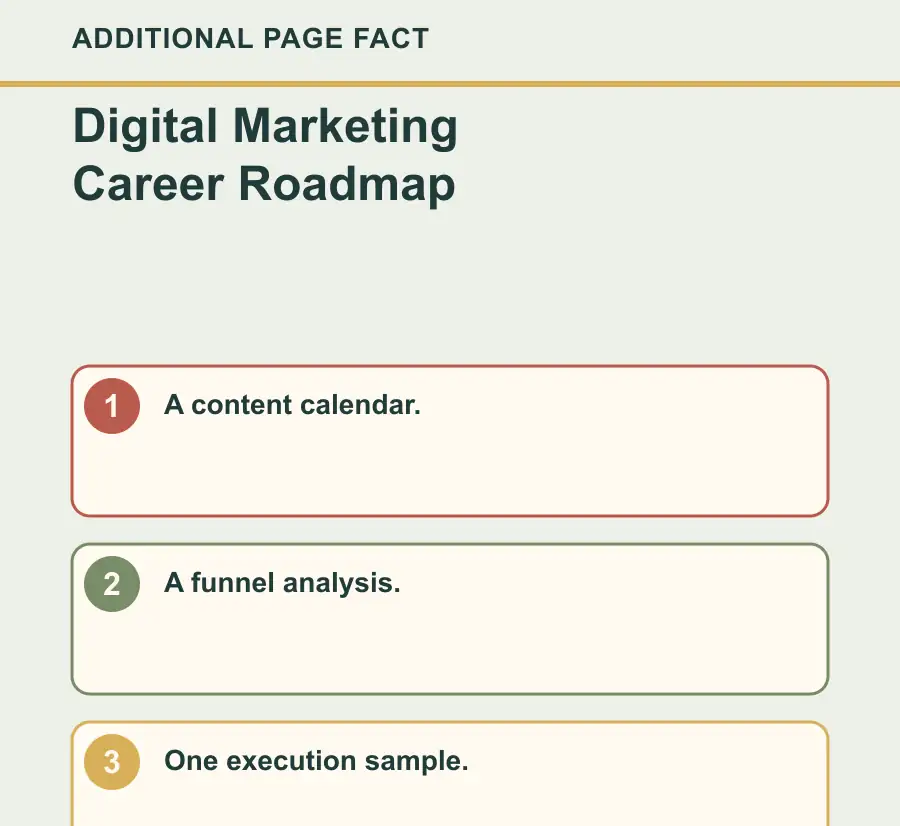 ADDITIONAL PAGE FACT
Digital Marketing
Career Roadmap
1
A content calendar.
2
A funnel analysis.
3
One execution sample.